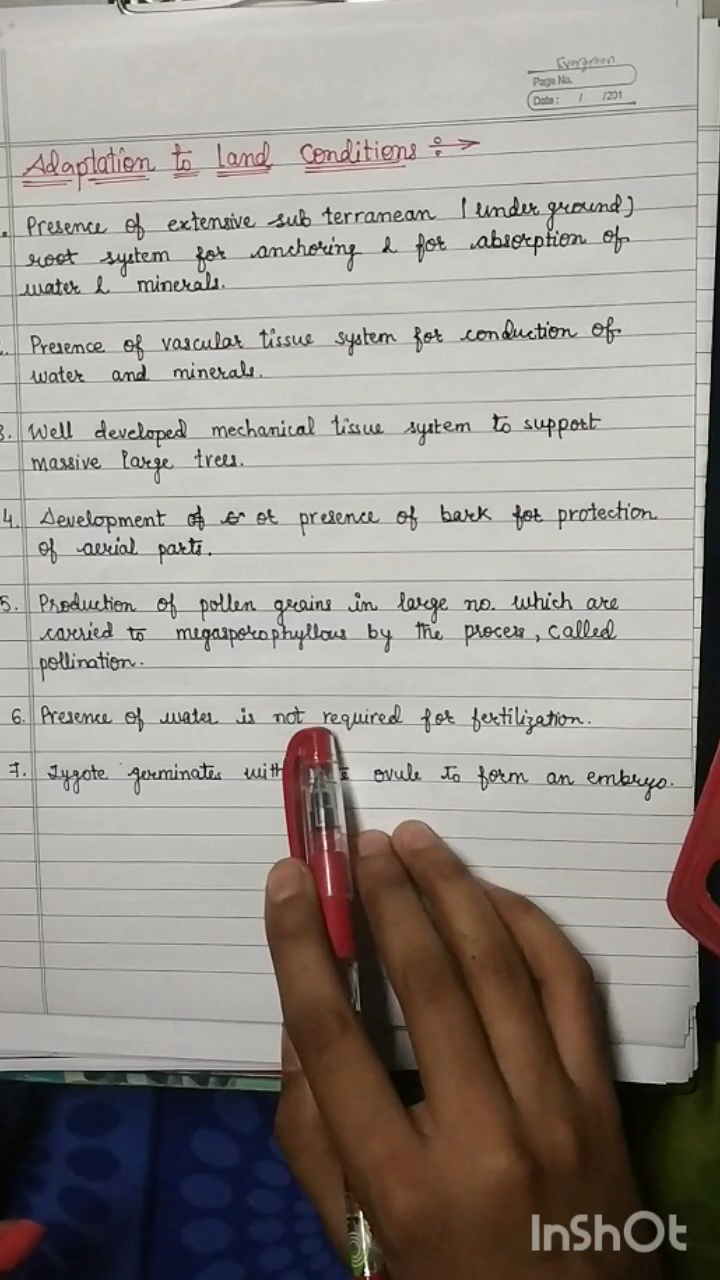 Evergreen
Page No.
Date: / /201
Adaptation to Land Conditions ÷→
. Presence of extensive sub terranean (under ground)
root system for anchoring & for absorption of
water & minerals.
. Presence of vascular tissue system for conduction of
water and minerals.
3. Well developed mechanical tissue system to support
massive large trees.
4. Development of or presence of bark for protection
of aerial parts.
5. Production of pollen grains in large no. which are
carried to megasporophyllous by the process, called
pollination.
6. Presence of water is not required for fertilization.
7. Zygote germinates with ovule to form an embryo.
InShOt